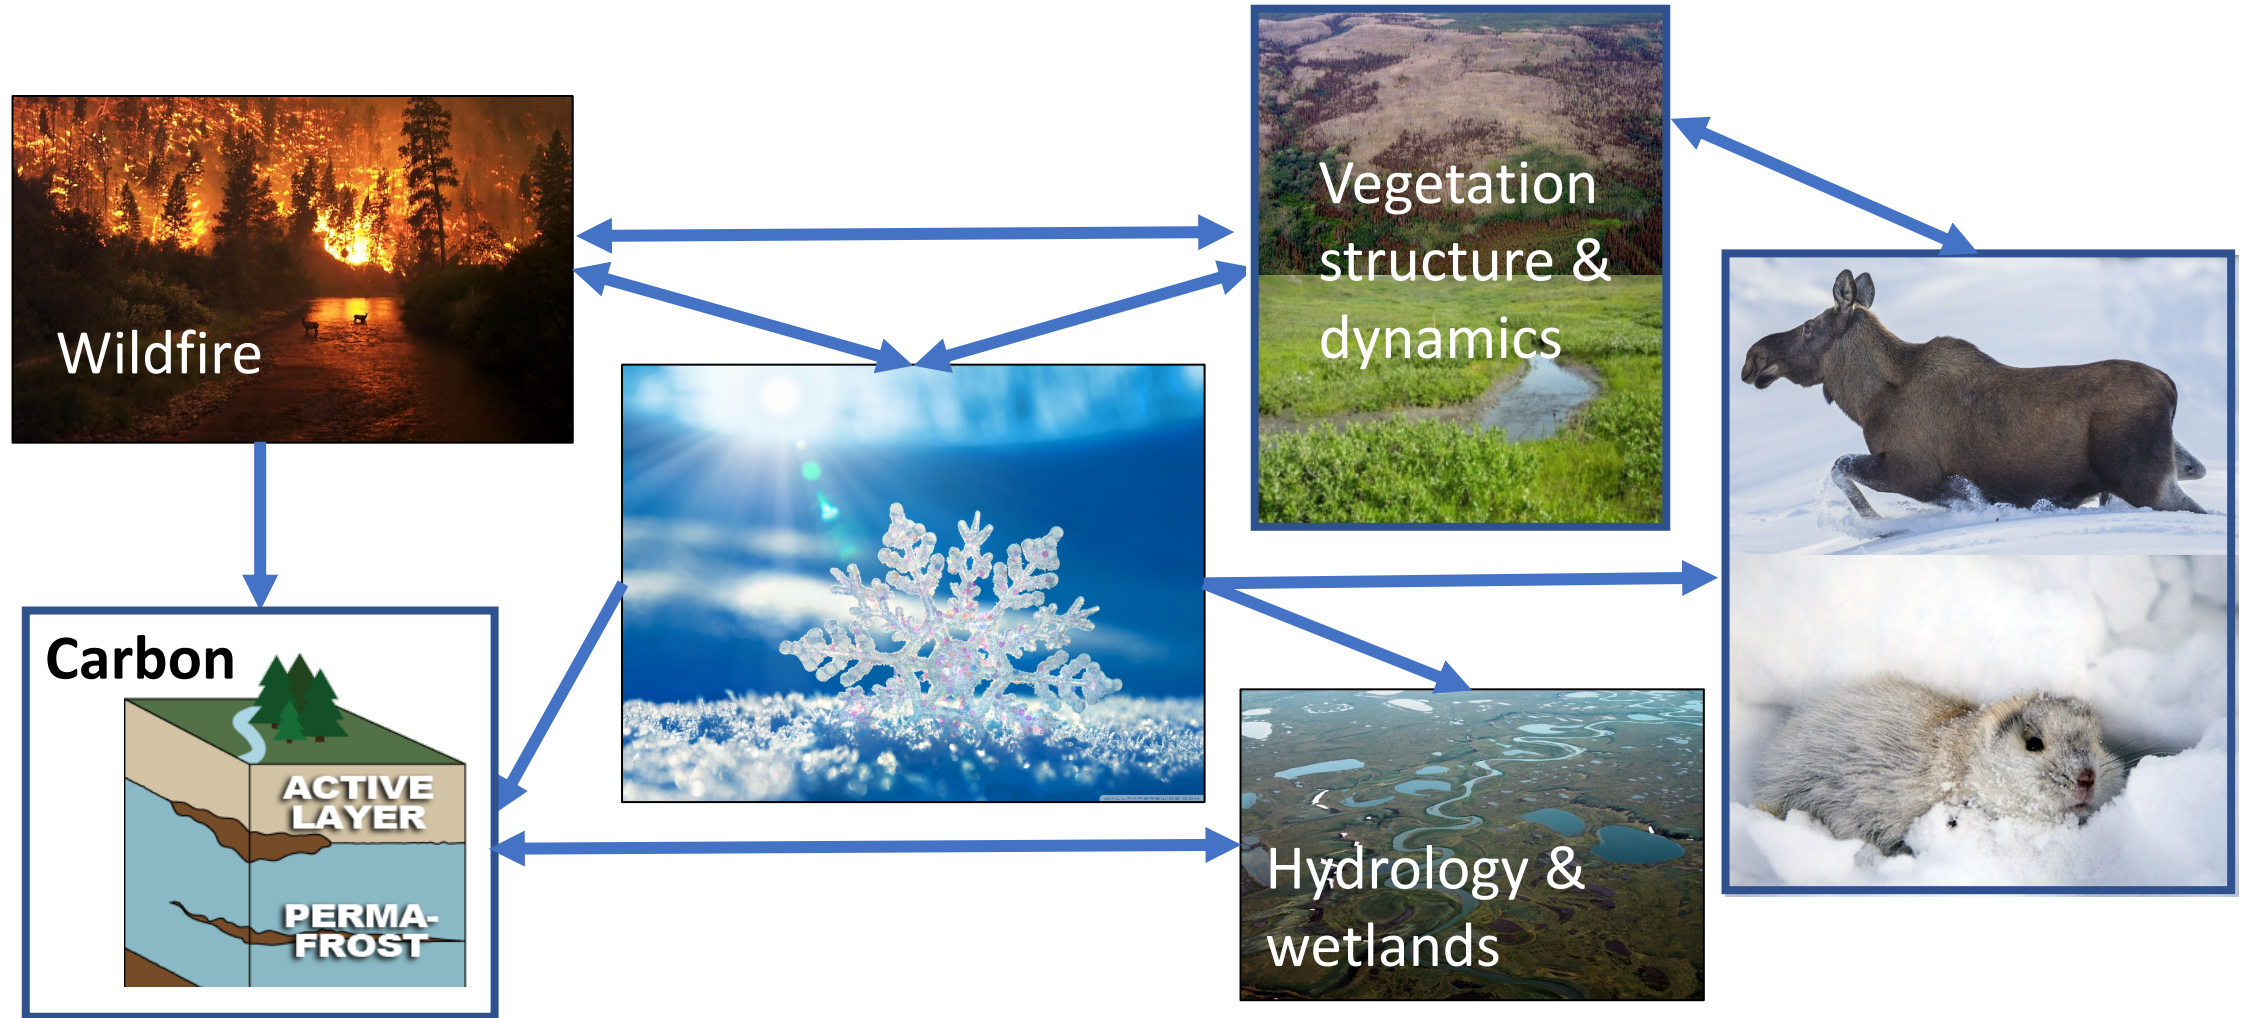 Wildfire
Vegetation
structure &
dynamics
Carbon
ACTIVE
LAYER
PERMA-
FROST
Hydrology &
wetlands